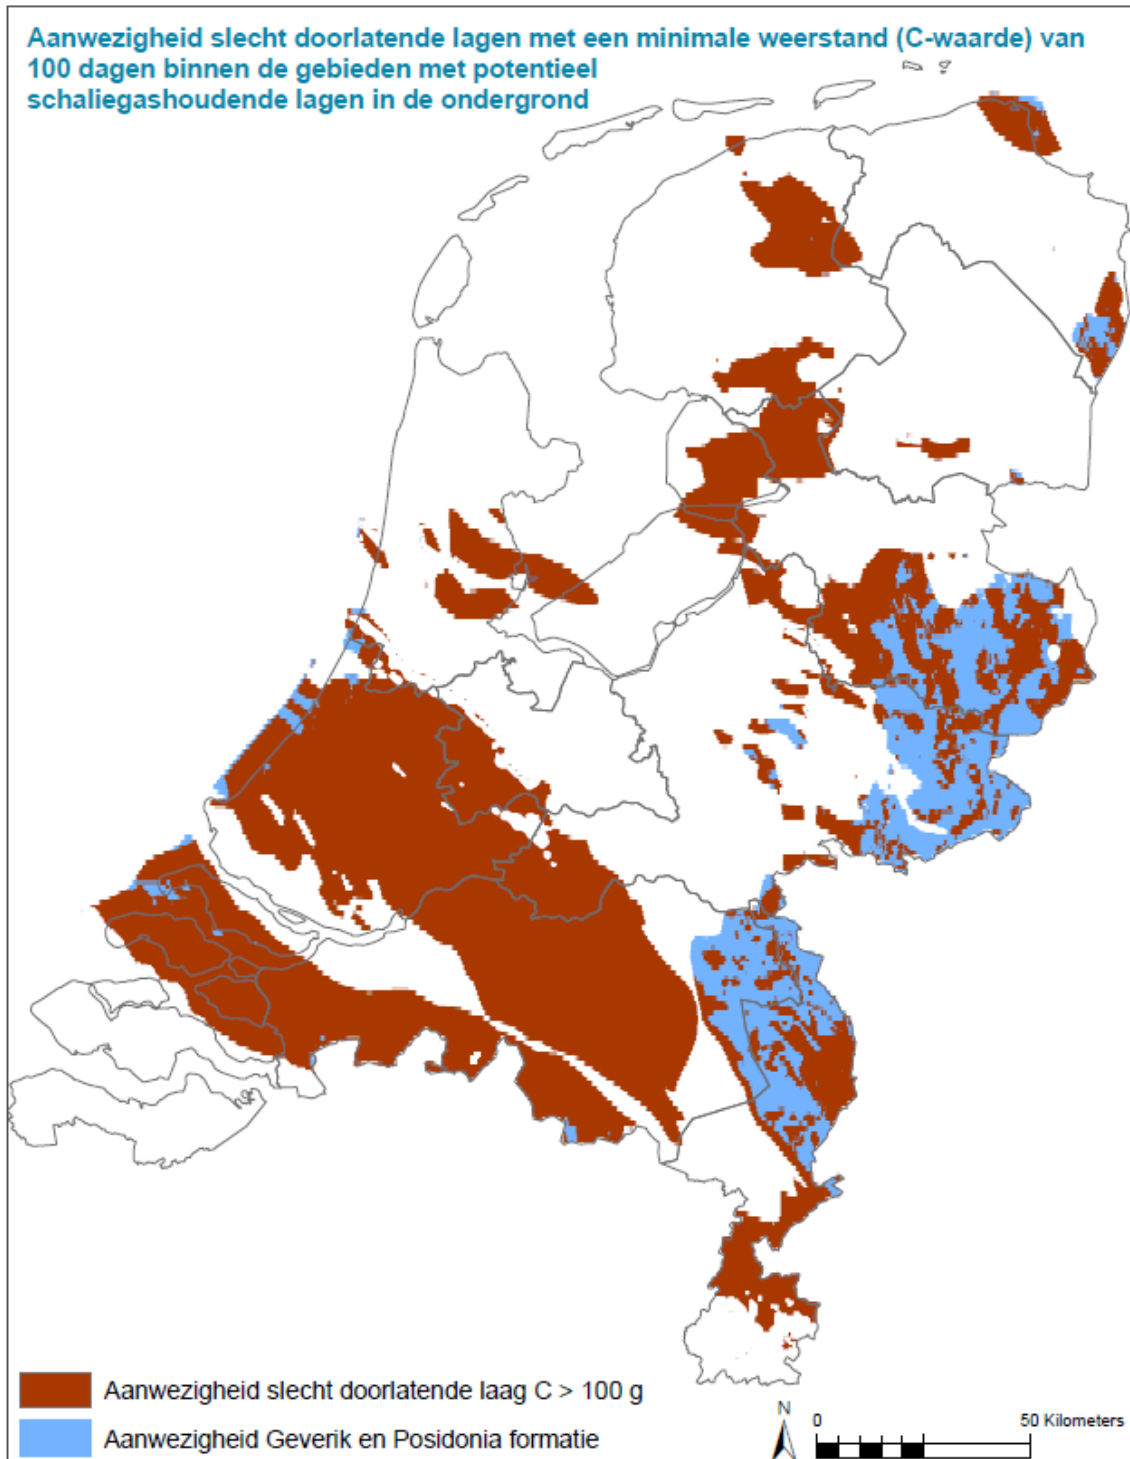 Aanwezigheid slecht doorlatende lagen met een minimale weerstand (C-waarde) van
100 dagen binnen de gebieden met potentieel
schaliegashoudende lagen in de ondergrond
Aanwezigheid slecht doorlatende laag C > 100 g
Aanwezigheid Geverik en Posidonia formatie
N
0 50 Kilometers